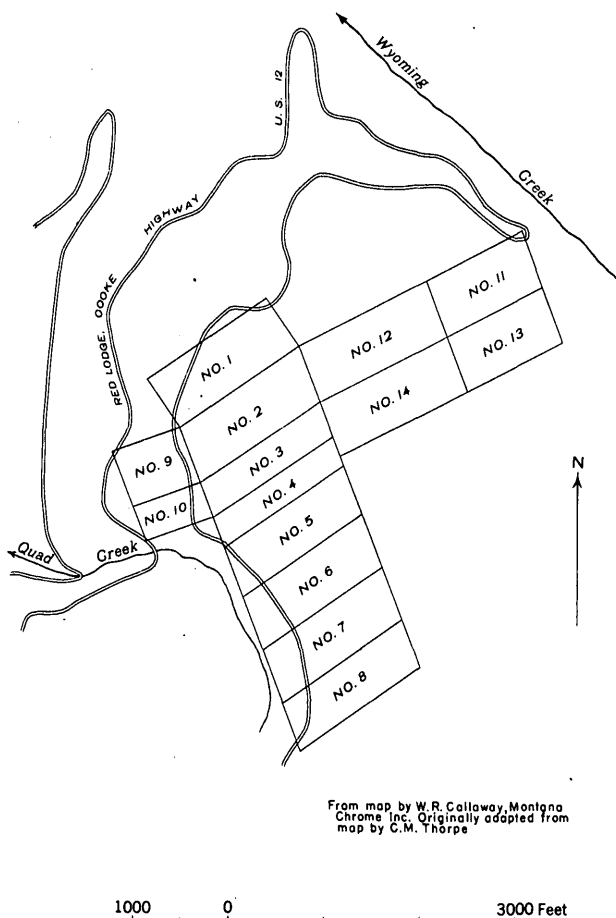 Wyoming
Creek
U. S. 12
HIGHWAY
RED LODGE, COOKE
NO. 11
NO. 12
NO. 13
NO. 1
NO. 14
NO. 2
NO. 3
NO. 9
NO. 4
NO. 10
NO. 5
N
Quad
Creek
NO. 6
NO. 7
NO. 8
From map by W.R. Callaway, Montana
Chrome Inc. Originally adapted from
map by C.M. Thorpe
1000 0 3000 Feet